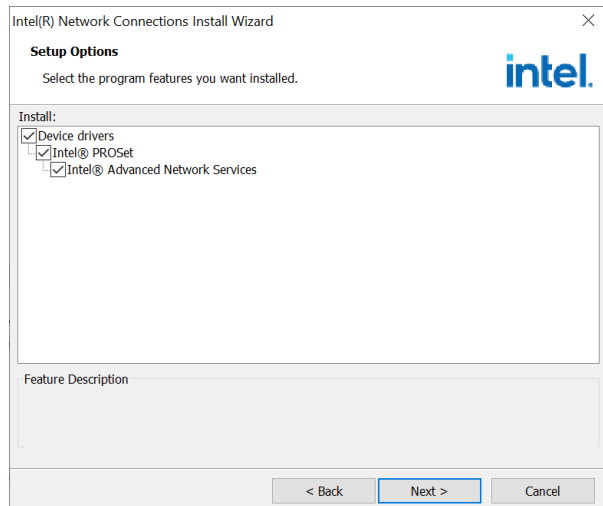 Intel(R) Network Connections Install Wizard
Setup Options
Select the program features you want installed.
intel.
Install:
Device drivers
Intel® PROSet
Intel® Advanced Network Services
Feature Description
< Back
Next >
Cancel